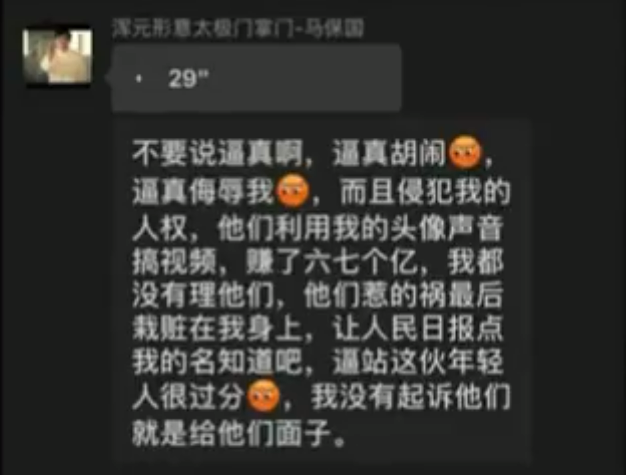 浑元形意太极门掌门-马保国
29"
不要说逼真啊，逼真胡闹😡，
逼真侮辱我😡，而且侵犯我的
人权，他们利用我的头像声音
搞视频，赚了六七个亿，我都
没有理他们，他们惹的祸最后
栽赃在我身上，让人民日报点
我的名知道吧，逼站这伙年轻
人很过分😡，我没有起诉他们
就是给他们面子。